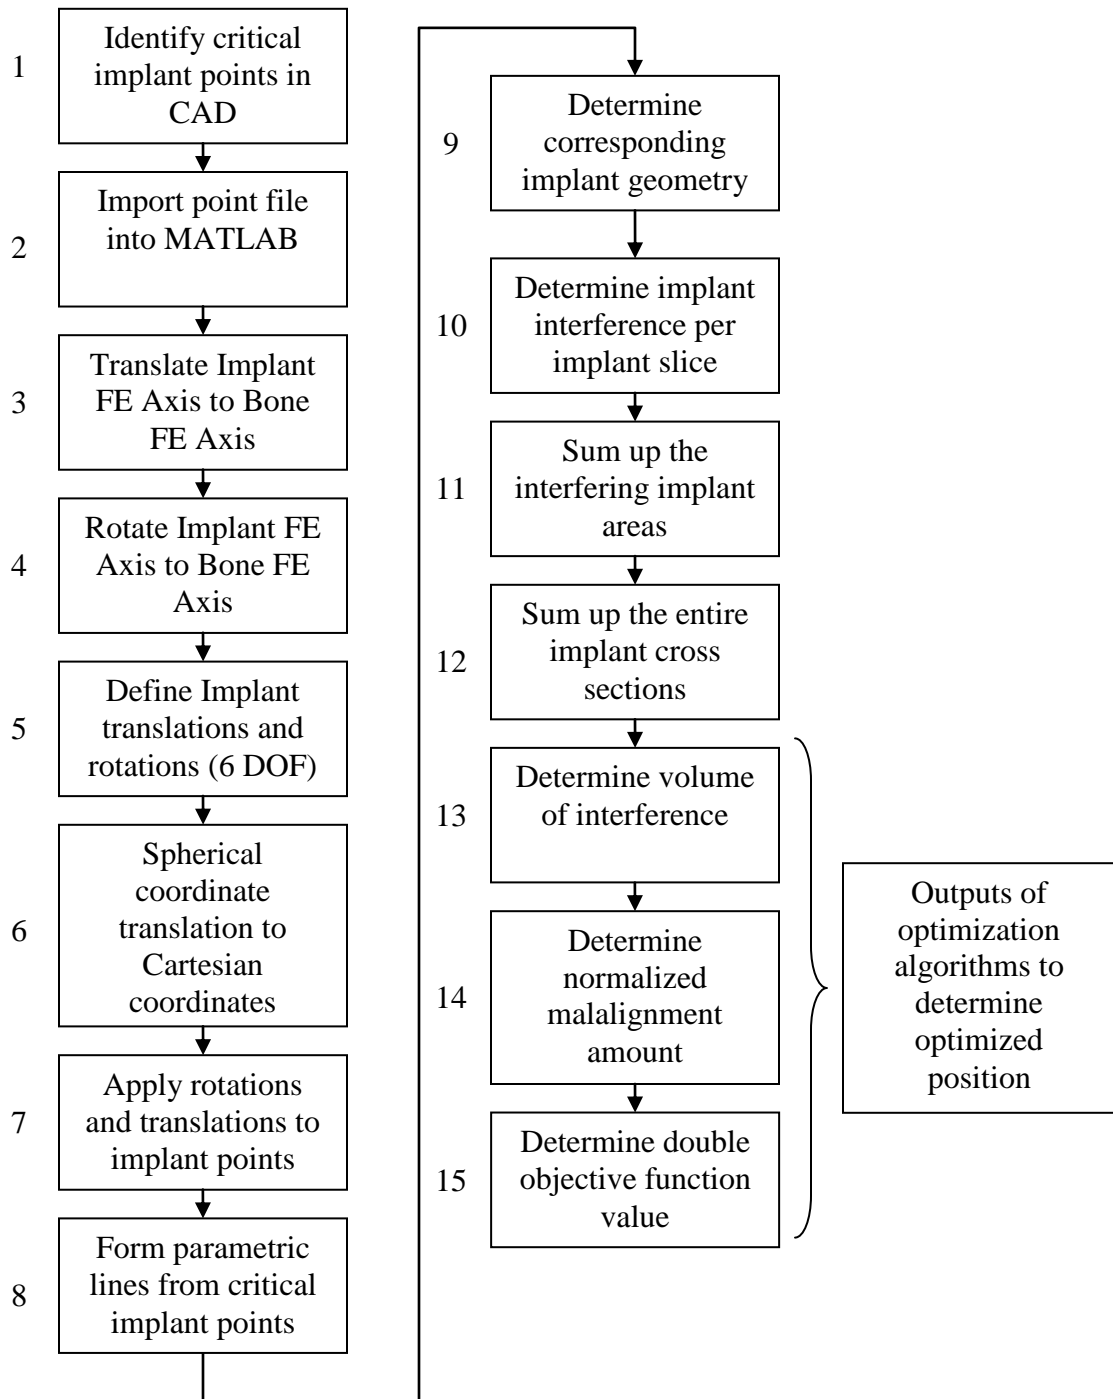 1
Identify critical
implant points in
CAD
2
Import point file
into MATLAB
3
Translate Implant
FE Axis to Bone
FE Axis
4
Rotate Implant FE
Axis to Bone FE
Axis
5
Define Implant
translations and
rotations (6 DOF)
6
Spherical
coordinate
translation to
Cartesian
coordinates
7
Apply rotations
and translations to
implant points
8
Form parametric
lines from critical
implant points
9
Determine
corresponding
implant geometry
10
Determine implant
interference per
implant slice
11
Sum up the
interfering implant
areas
12
Sum up the entire
implant cross
sections
13
Determine volume
of interference
14
Determine
normalized
malalignment
amount
15
Determine double
objective function
value
Outputs of
optimization
algorithms to
determine
optimized
position